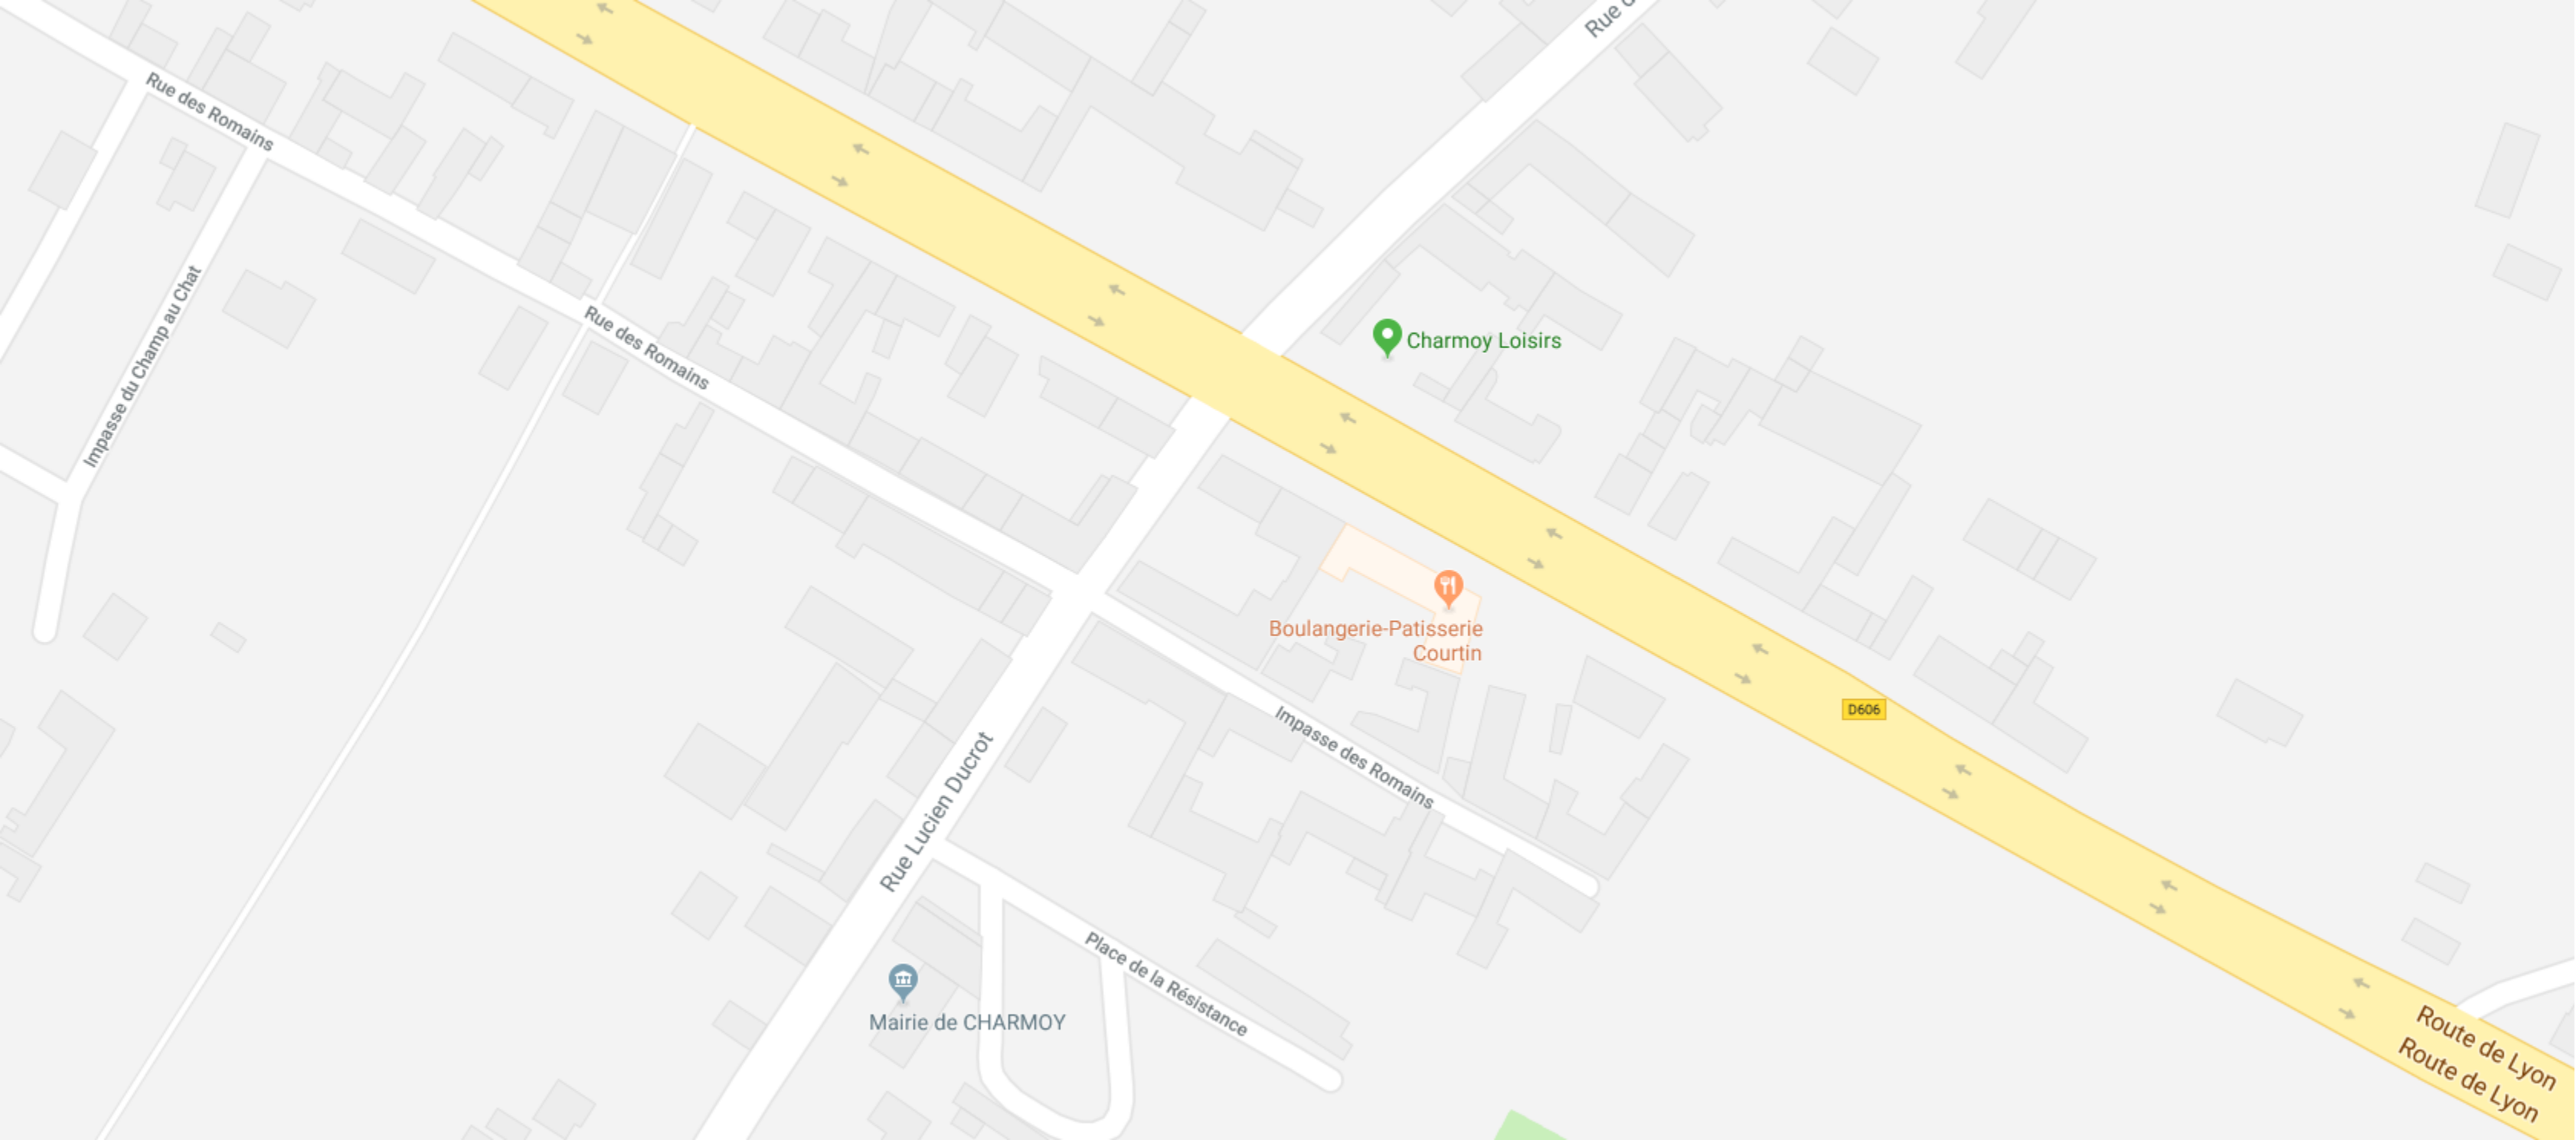 Rue d
Rue des Romains
Impasse du Champ au Chat
Rue des Romains
Charmoy Loisirs
Boulangerie-Patisserie
Courtin
D606
Impasse des Romains
Rue Lucien Ducrot
Place de la Résistance
Mairie de CHARMOY
Route de Lyon
Route de Lyon